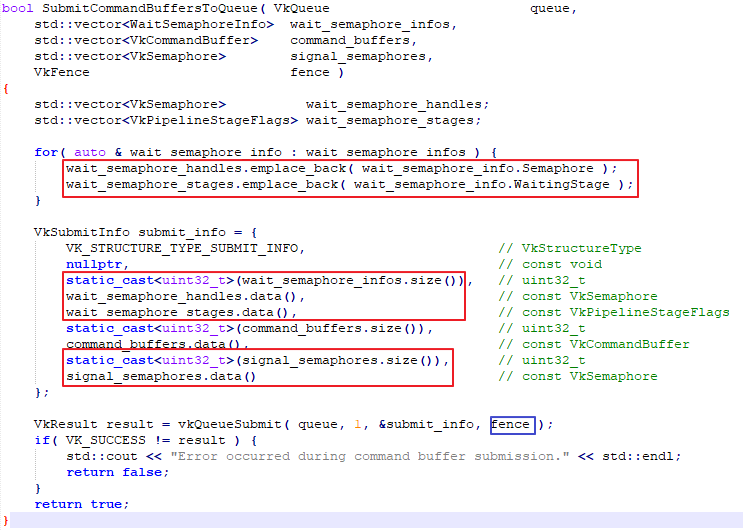 bool SubmitCommandBuffersToQueue( VkQueue                         queue,
    std::vector<WaitSemaphoreInfo>  wait_semaphore_infos,
    std::vector<VkCommandBuffer>    command_buffers,
    std::vector<VkSemaphore>        signal_semaphores,
    VkFence                         fence )
{
    std::vector<VkSemaphore>          wait_semaphore_handles;
    std::vector<VkPipelineStageFlags> wait_semaphore_stages;
    for( auto & wait_semaphore_info : wait_semaphore_infos ) {
        wait_semaphore_handles.emplace_back( wait_semaphore_info.Semaphore );
        wait_semaphore_stages.emplace_back( wait_semaphore_info.WaitingStage );
    }
    VkSubmitInfo submit_info = {
        VK_STRUCTURE_TYPE_SUBMIT_INFO,                        // VkStructureType
        nullptr,                                              // const void
        static_cast<uint32_t>(wait_semaphore_infos.size()),   // uint32_t
        wait_semaphore_handles.data(),                        // const VkSemaphore
        wait_semaphore_stages.data(),                         // const VkPipelineStageFlags
        static_cast<uint32_t>(command_buffers.size()),        // uint32_t
        command_buffers.data(),                               // const VkCommandBuffer
        static_cast<uint32_t>(signal_semaphores.size()),      // uint32_t
        signal_semaphores.data()                              // const VkSemaphore
    };
    VkResult result = vkQueueSubmit( queue, 1, &submit_info, fence );
    if( VK_SUCCESS != result ) {
        std::cout << "Error occurred during command buffer submission." << std::endl;
        return false;
    }
    return true;
}